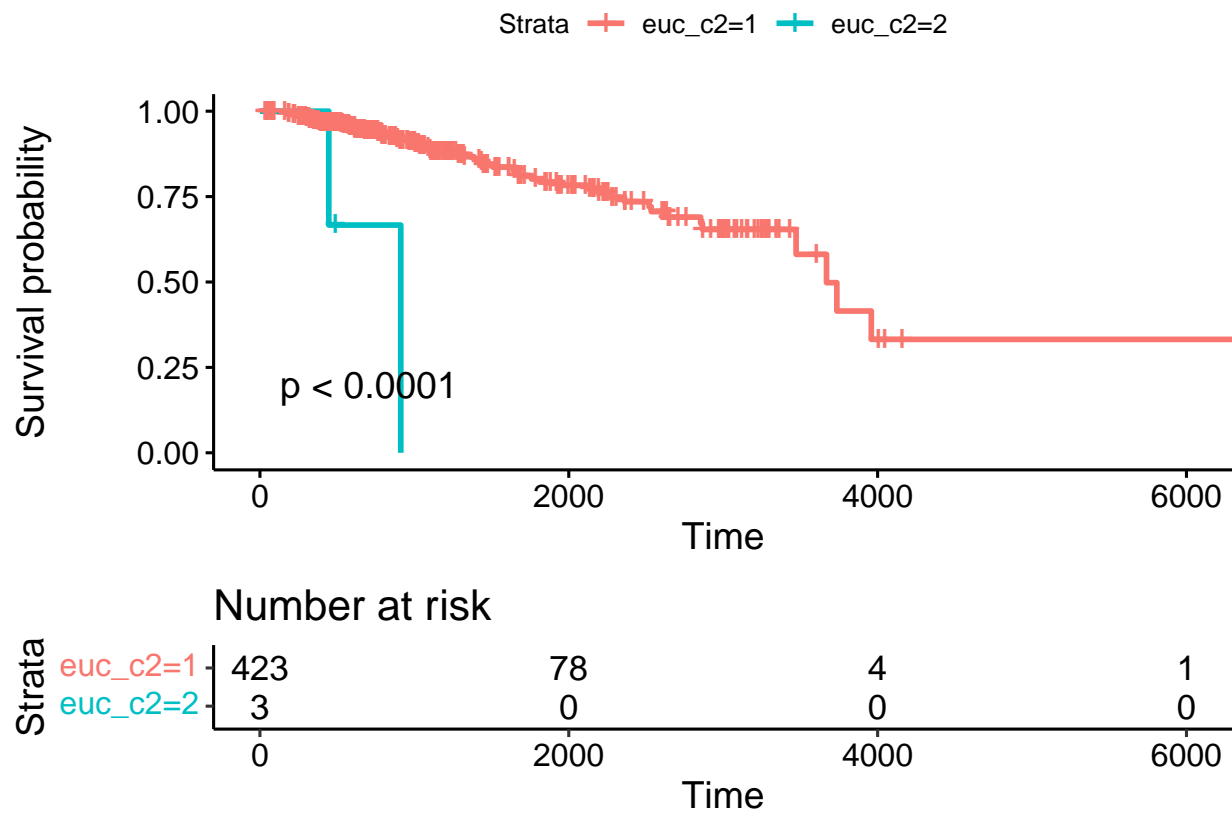 Strata euc_c2=1 euc_c2=2
Survival probability
1.00
0.75
0.50
0.25
0.00
p < 0.0001
0 2000 4000 6000
Time
Number at risk
Strata
euc_c2=1 423 78 4 1
euc_c2=2 3 0 0 0
0 2000 4000 6000
Time